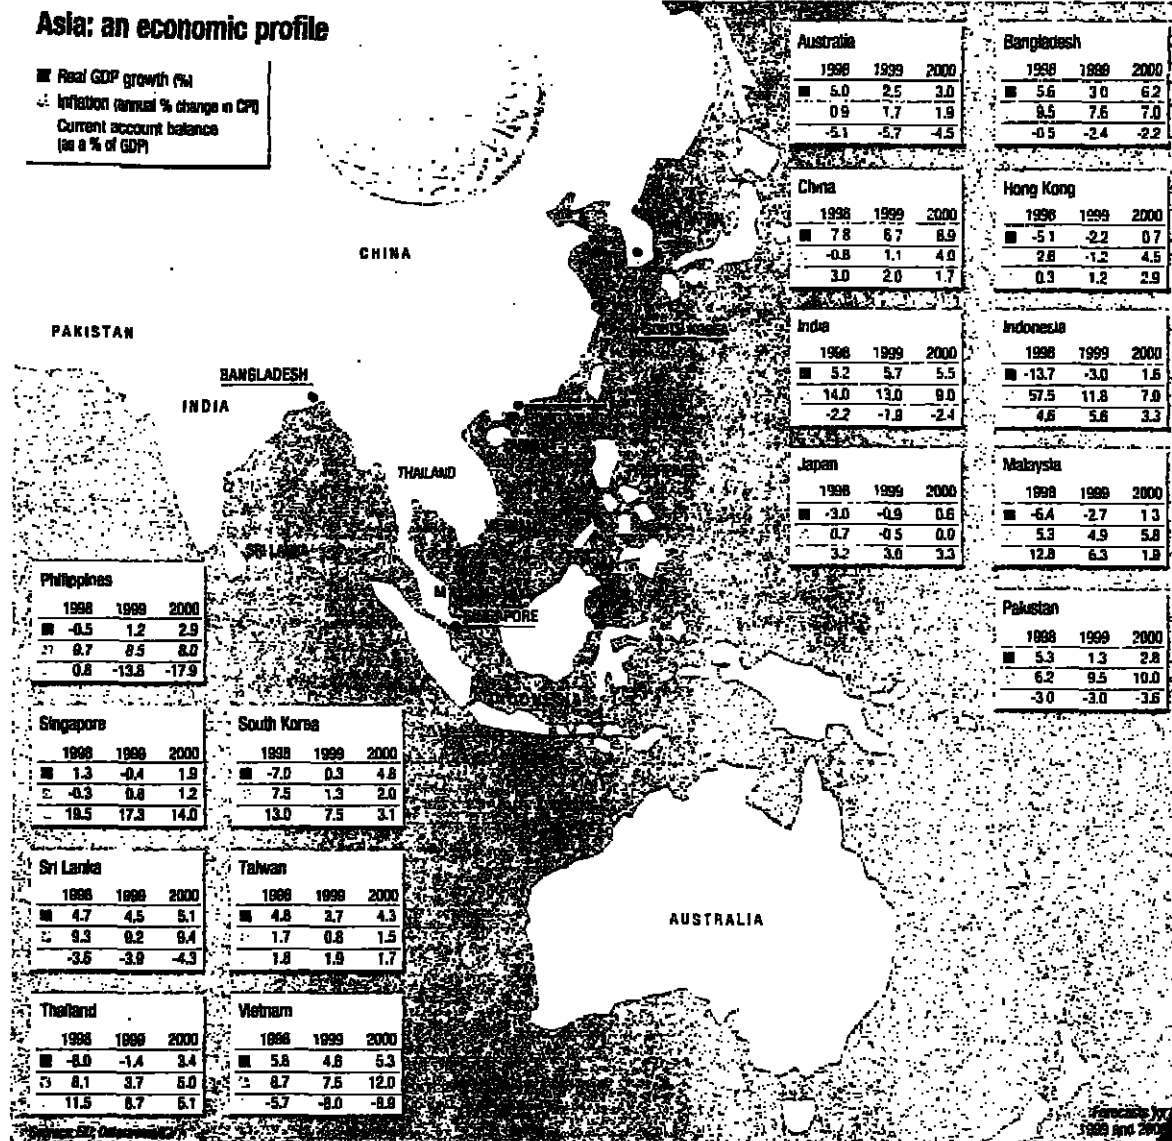 Asia: an economic profile
Real GDP growth (%)
Inflation (annual % change in CPI)
Current account balance
(as a % of GDP)
CHINA
PAKISTAN
BANGLADESH
INDIA
THAILAND
SRI LANKA
M
SINGAPORE
AUSTRALIA
Australia
1998 1999 2000
5.0 2.5 3.0
0.9 1.7 1.9
-5.1 -5.7 -4.5
Bangladesh
1998 1999 2000
5.6 3.0 6.2
9.5 7.6 7.0
-0.5 -2.4 -2.2
China
1998 1999 2000
7.8 6.7 6.9
-0.8 1.1 4.0
3.0 2.0 1.7
Hong Kong
1998 1999 2000
-5.1 -2.2 0.7
2.8 -1.2 4.5
0.3 1.2 2.9
India
1998 1999 2000
5.2 5.7 5.5
14.0 13.0 9.0
-2.2 -1.9 -2.4
Indonesia
1998 1999 2000
-13.7 -3.0 1.6
57.5 11.8 7.0
4.6 5.6 3.3
Japan
1998 1999 2000
-3.0 -0.9 0.6
0.7 -0.5 0.0
3.2 3.0 3.3
Malaysia
1998 1999 2000
-6.4 -2.7 1.3
5.3 4.9 5.8
12.8 6.3 1.9
Pakistan
1998 1999 2000
5.3 1.3 2.8
6.2 9.5 10.0
-3.0 -3.0 -3.6
Philippines
1998 1999 2000
-0.5 1.2 2.9
9.7 8.5 8.0
0.8 -13.8 -17.9
Singapore
1998 1999 2000
1.3 -0.4 1.9
-0.3 0.8 1.2
19.5 17.3 14.0
South Korea
1998 1999 2000
-7.0 0.3 4.8
7.5 1.3 2.0
13.0 7.5 3.1
Sri Lanka
1998 1999 2000
4.7 4.5 5.1
9.3 9.2 9.4
-3.6 -3.9 -4.3
Taiwan
1998 1999 2000
4.8 3.7 4.3
1.7 0.8 1.5
1.8 1.9 1.7
Thailand
1998 1999 2000
-8.0 -1.4 3.4
8.1 3.7 5.0
11.5 8.7 6.1
Vietnam
1998 1999 2000
5.8 4.6 5.3
8.7 7.5 12.0
-5.7 -8.0 -8.8
Forecasts for
1999 and 2000